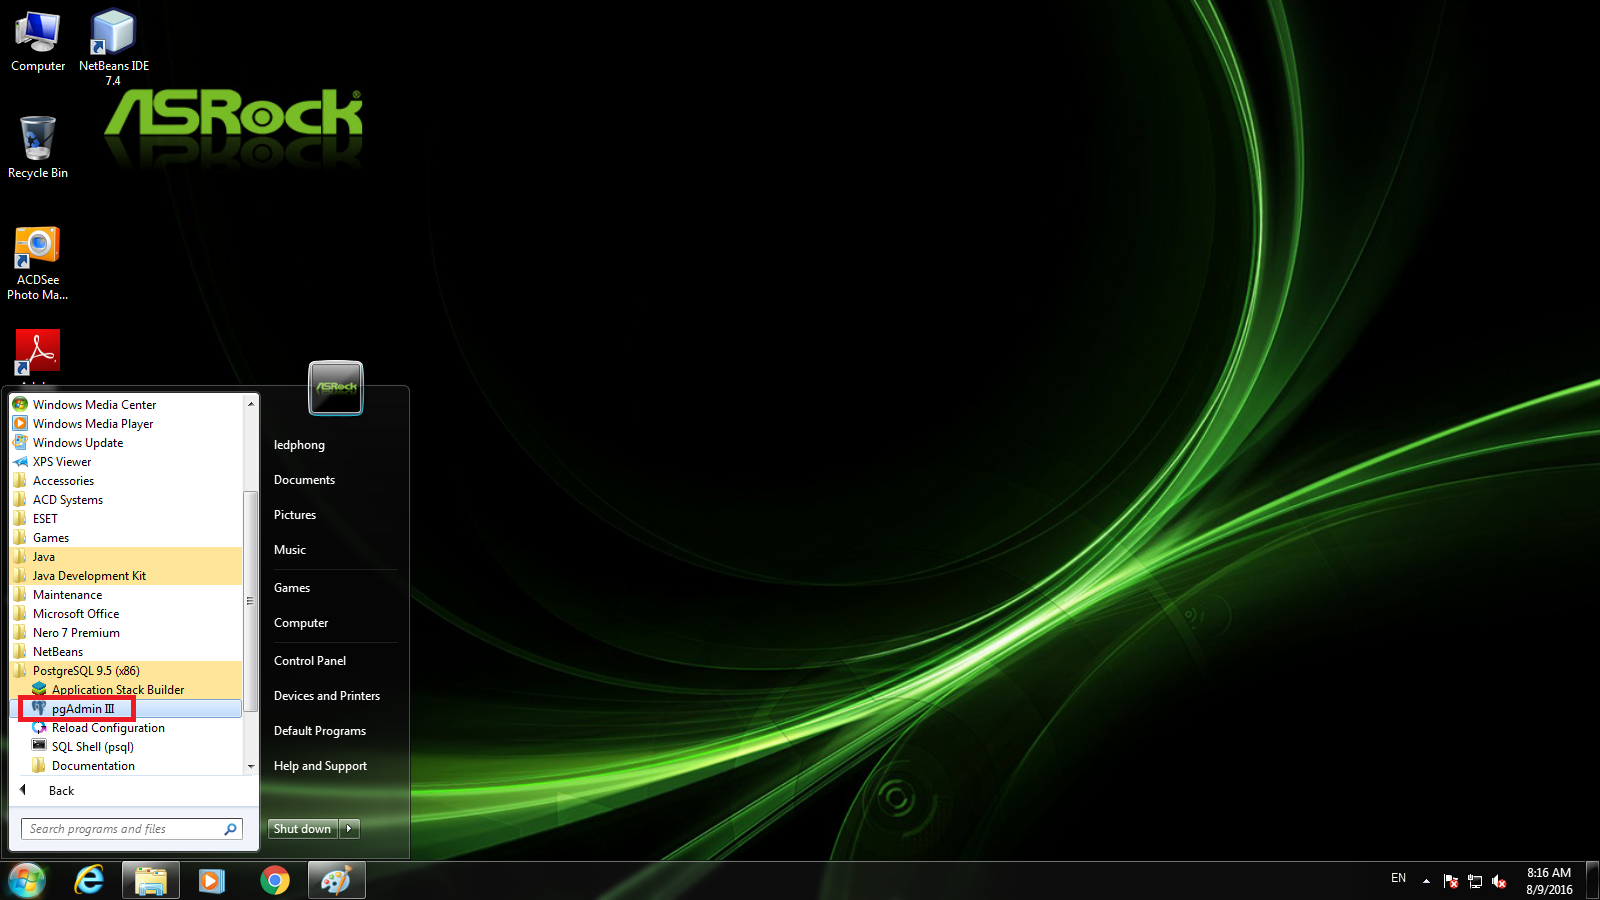 Computer
NetBeans IDE
7.4
ASRock®
Recycle Bin
ACDSee
Photo Ma...
ASRock
Windows Media Center
Windows Media Player
Windows Update
XPS Viewer
Accessories
ACD Systems
ESET
Games
Java
Java Development Kit
Maintenance
Microsoft Office
Nero 7 Premium
NetBeans
PostgreSQL 9.5 (x86)
Application Stack Builder
pgAdmin III
Reload Configuration
SQL Shell (psql)
Documentation
Back
Search programs and files
ledphong
Documents
Pictures
Music
Games
Computer
Control Panel
Devices and Printers
Default Programs
Help and Support
Shut down
EN
8:16 AM
8/9/2016